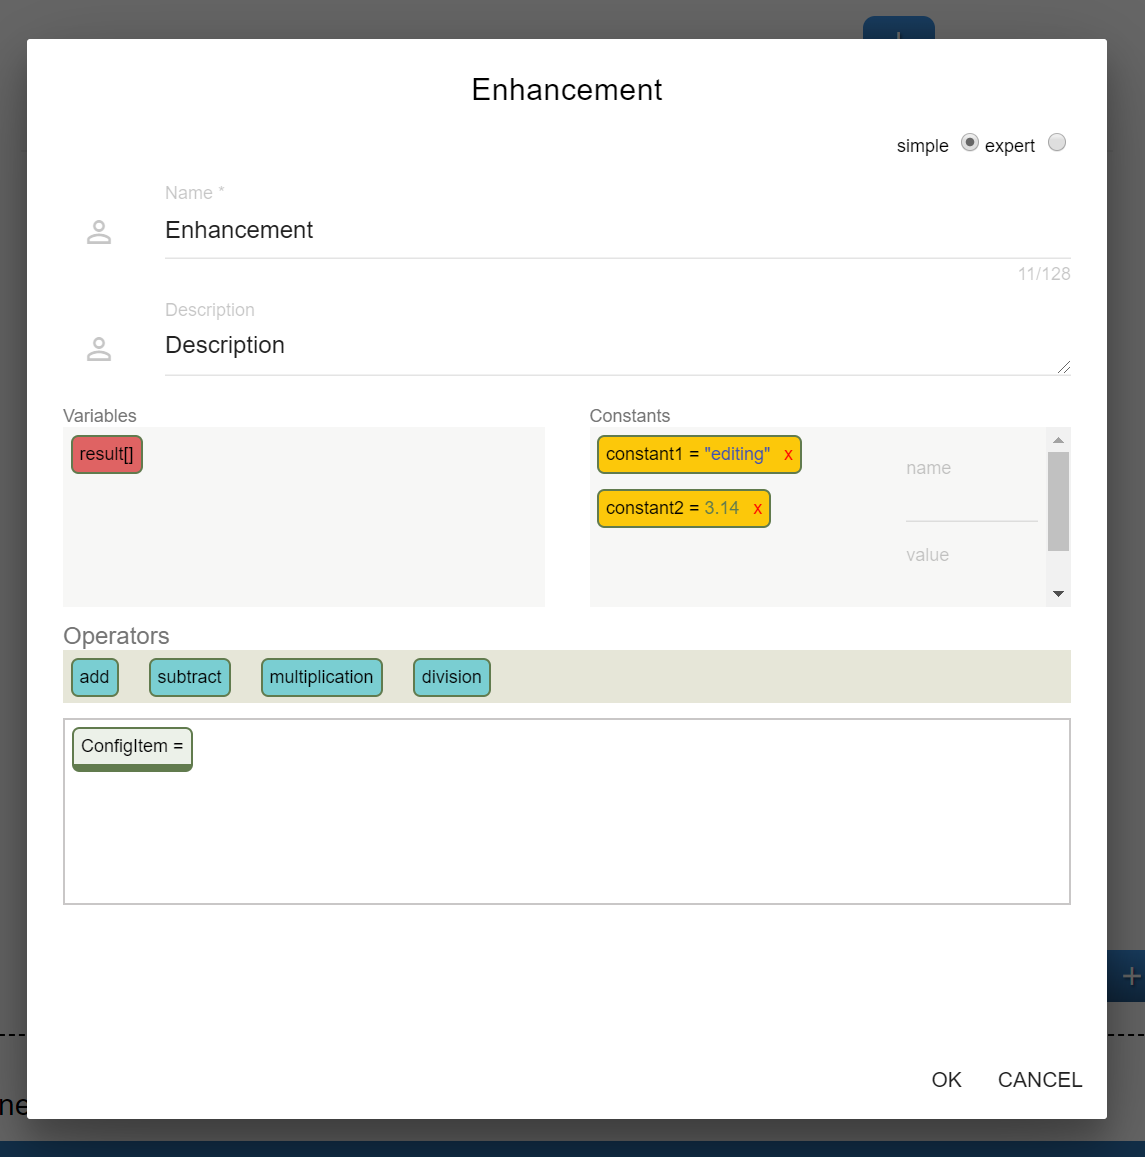 Enhancement
simple expert
Name *
Enhancement
11/128
Description
Description
Variables
result[]
Constants
constant1 = "editing" x
constant2 = 3.14 x
name
value
Operators
add subtract multiplication division
ConfigItem =
OK CANCEL
ne